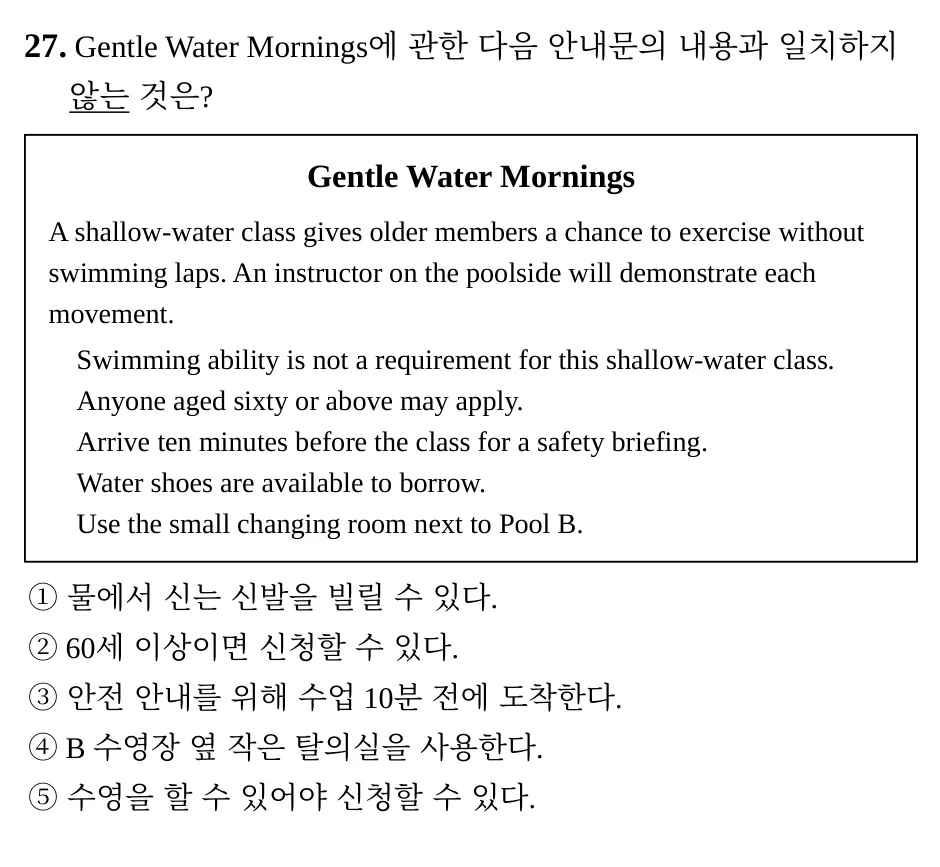 27. Gentle Water Mornings에 관한 다음 안내문의 내용과 일치하지
않는 것은?
Gentle Water Mornings
A shallow-water class gives older members a chance to exercise without
swimming laps. An instructor on the poolside will demonstrate each
movement.
Swimming ability is not a requirement for this shallow-water class.
Anyone aged sixty or above may apply.
Arrive ten minutes before the class for a safety briefing.
Water shoes are available to borrow.
Use the small changing room next to Pool B.
① 물에서 신는 신발을 빌릴 수 있다.
② 60세 이상이면 신청할 수 있다.
③ 안전 안내를 위해 수업 10분 전에 도착한다.
④ B 수영장 옆 작은 탈의실을 사용한다.
⑤ 수영을 할 수 있어야 신청할 수 있다.